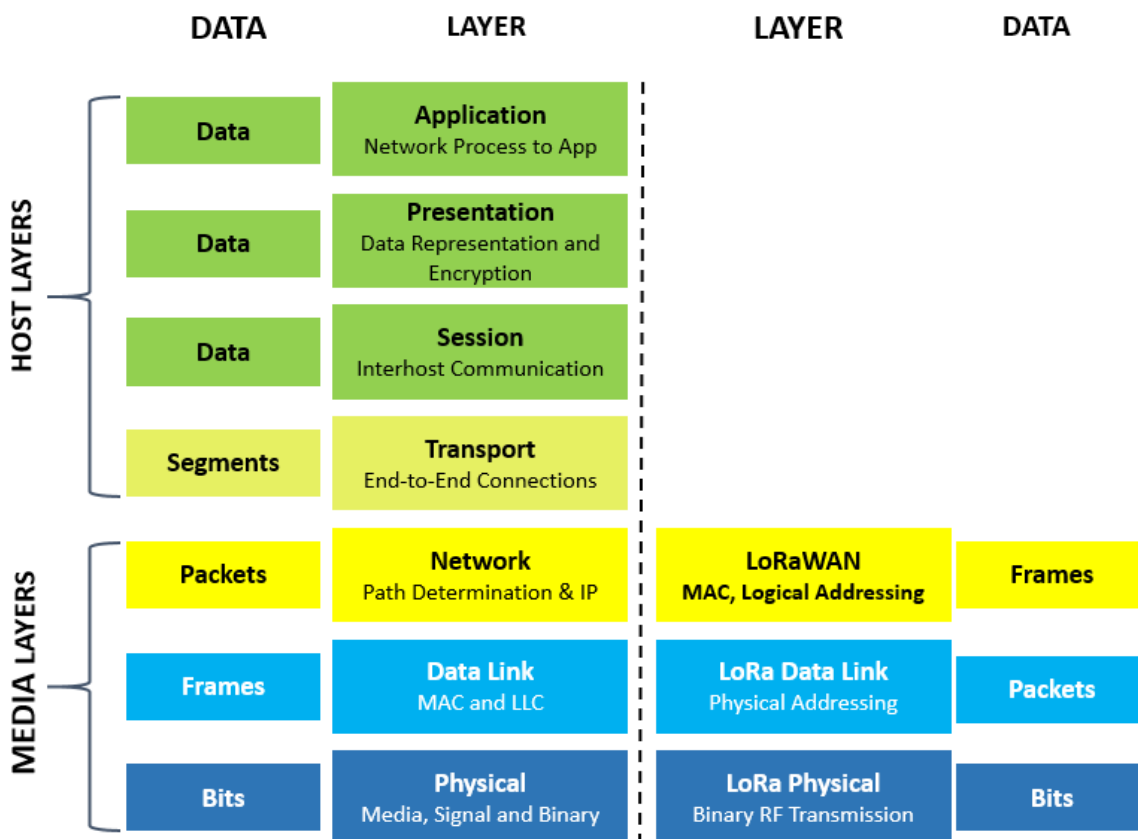 DATA LAYER LAYER DATA
HOST LAYERS
Data
Application
Network Process to App
Data
Presentation
Data Representation and
Encryption
Data
Session
Interhost Communication
Segments
Transport
End-to-End Connections
MEDIA LAYERS
Packets
Network
Path Determination & IP
LoRaWAN
MAC, Logical Addressing
Frames
Frames
Data Link
MAC and LLC
LoRa Data Link
Physical Addressing
Packets
Bits
Physical
Media, Signal and Binary
LoRa Physical
Binary RF Transmission
Bits